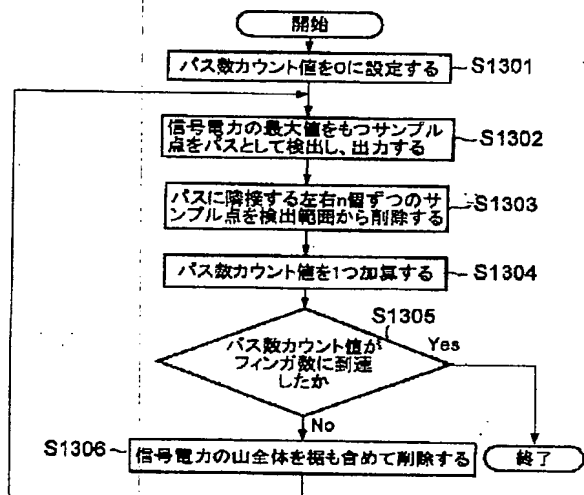 開始
パス数カウント値を0に設定する
S1301
信号電力の最大値をもつサンプル
点をパスとして検出し、出力する
S1302
パスに隣接する左右n個ずつのサ
ンプル点を検出範囲から削除する
S1303
パス数カウント値を1つ加算する
S1304
S1305
パス数カウント値が
フィンガ数に到達
したか
Yes
No
S1306
信号電力の山全体を裾も含めて削除する
終了